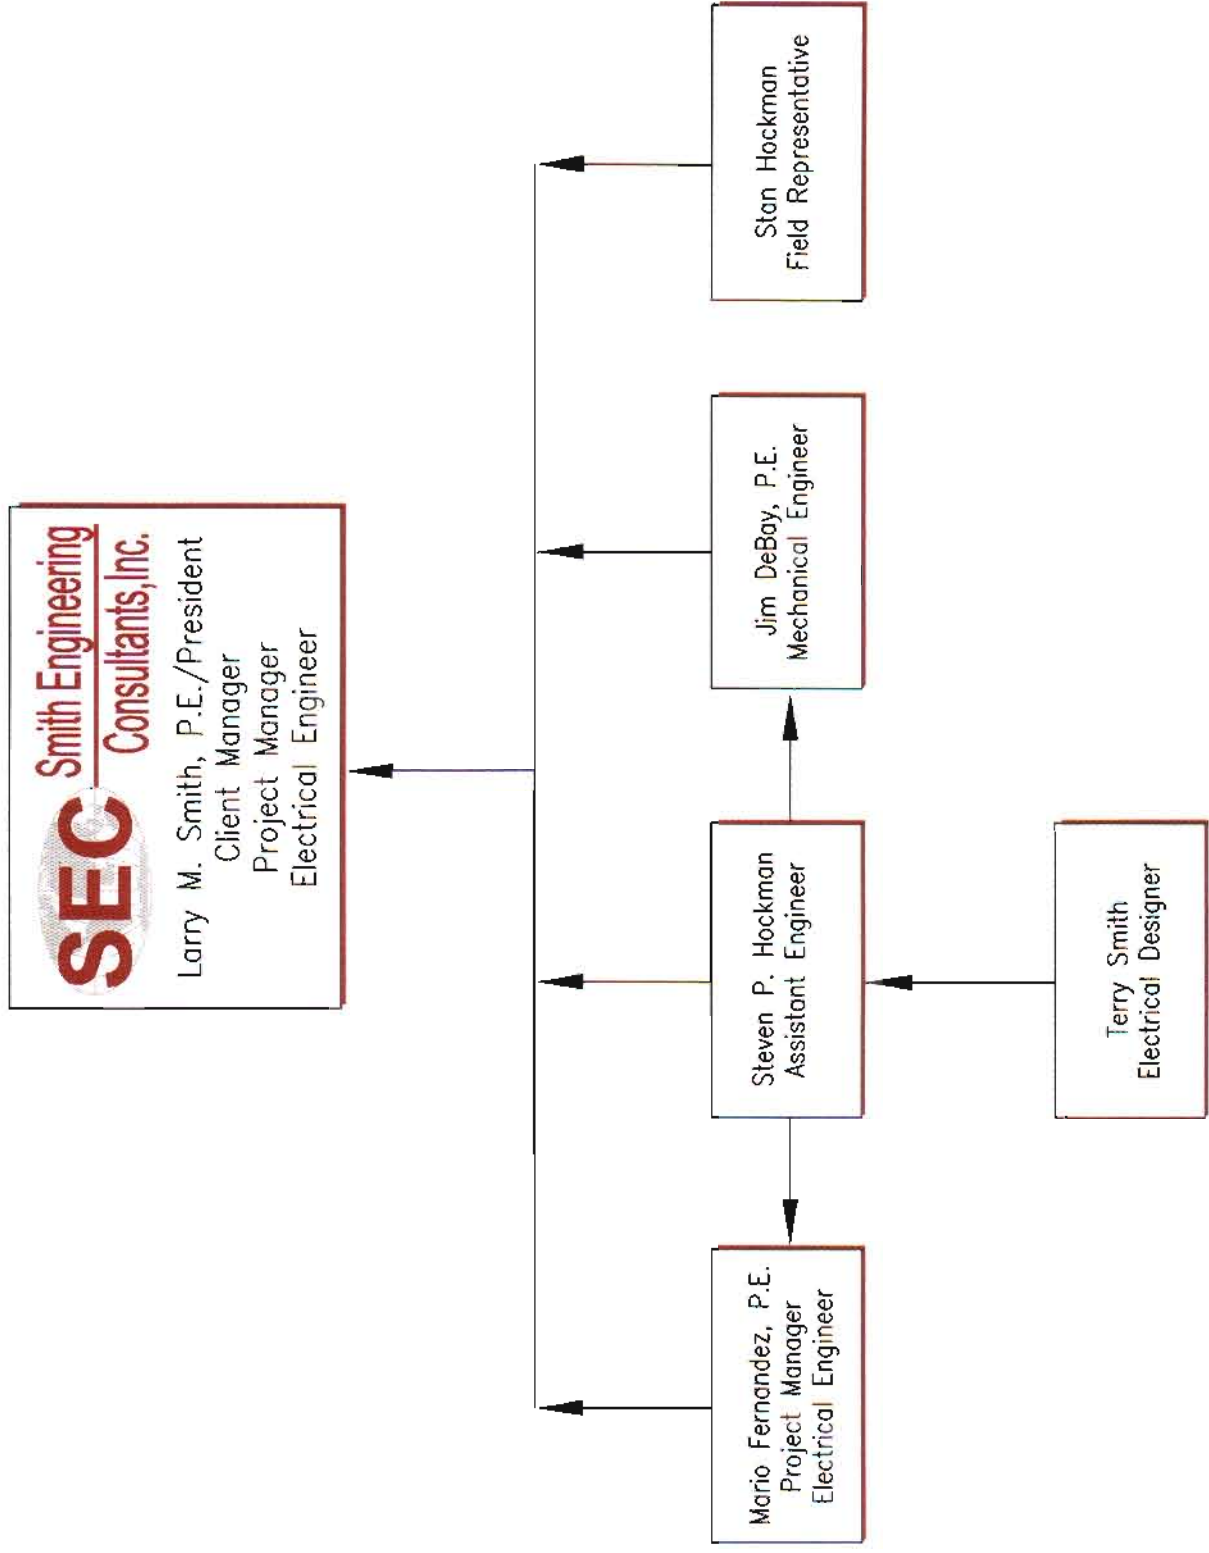 SEC
Smith Engineering
Consultants,Inc.
Larry M. Smith, P.E./President
Client Manager
Project Manager
Electrical Engineer
Mario Fernandez, P.E.
Project Manager
Electrical Engineer
Steven P. Hockman
Assistant Engineer
Jim DeBay, P.E.
Mechanical Engineer
Stan Hockman
Field Representative
Terry Smith
Electrical Designer